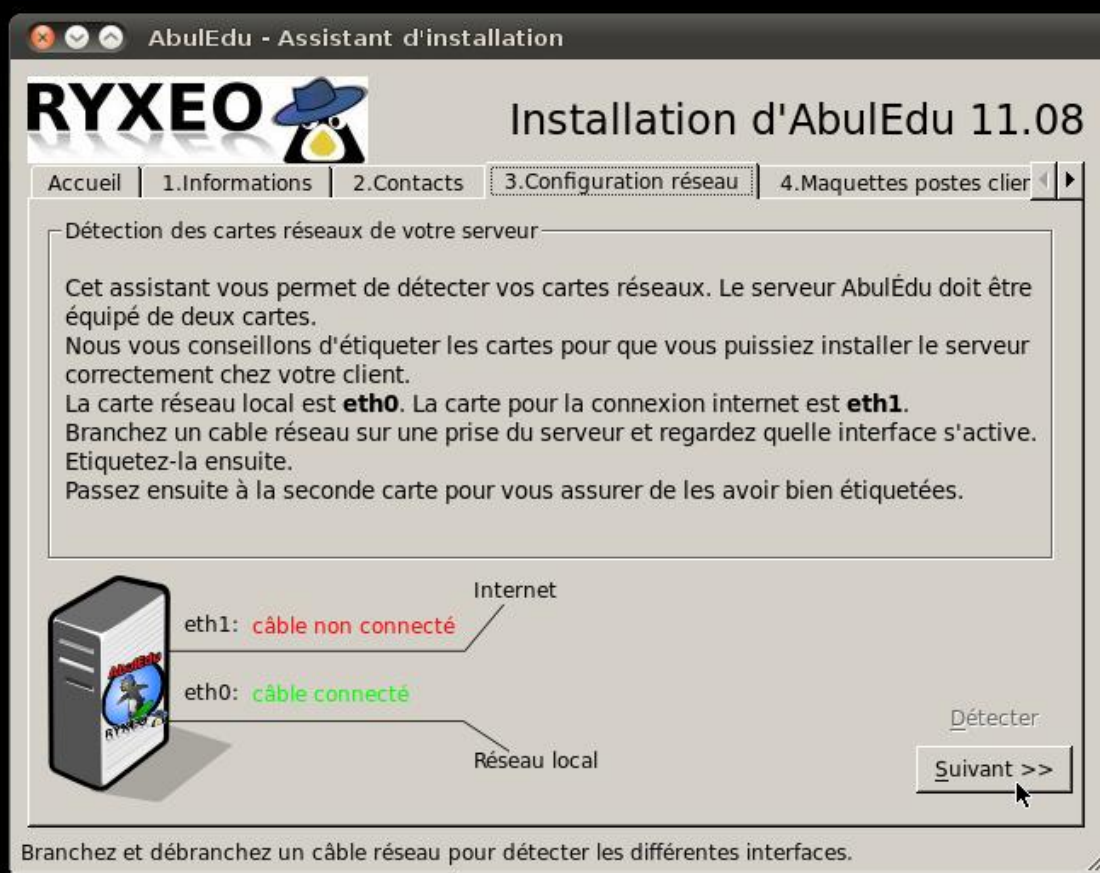 AbulEdu - Assistant d'installation
RYXEO
Installation d'AbulEdu 11.08
Accueil
1.Informations
2.Contacts
3.Configuration réseau
4.Maquettes postes clier
Détection des cartes réseaux de votre serveur
Cet assistant vous permet de détecter vos cartes réseaux. Le serveur AbulÉdu doit être
équipé de deux cartes.
Nous vous conseillons d'étiqueter les cartes pour que vous puissiez installer le serveur
correctement chez votre client.
La carte réseau local est eth0. La carte pour la connexion internet est eth1.
Branchez un cable réseau sur une prise du serveur et regardez quelle interface s'active.
Etiquetez-la ensuite.
Passez ensuite à la seconde carte pour vous assurer de les avoir bien étiquetées.
Internet
eth1: câble non connecté
AbulEdu
eth0: câble connecté
RYXEO
Détecter
Réseau local
Suivant >>
Branchez et débranchez un câble réseau pour détecter les différentes interfaces.